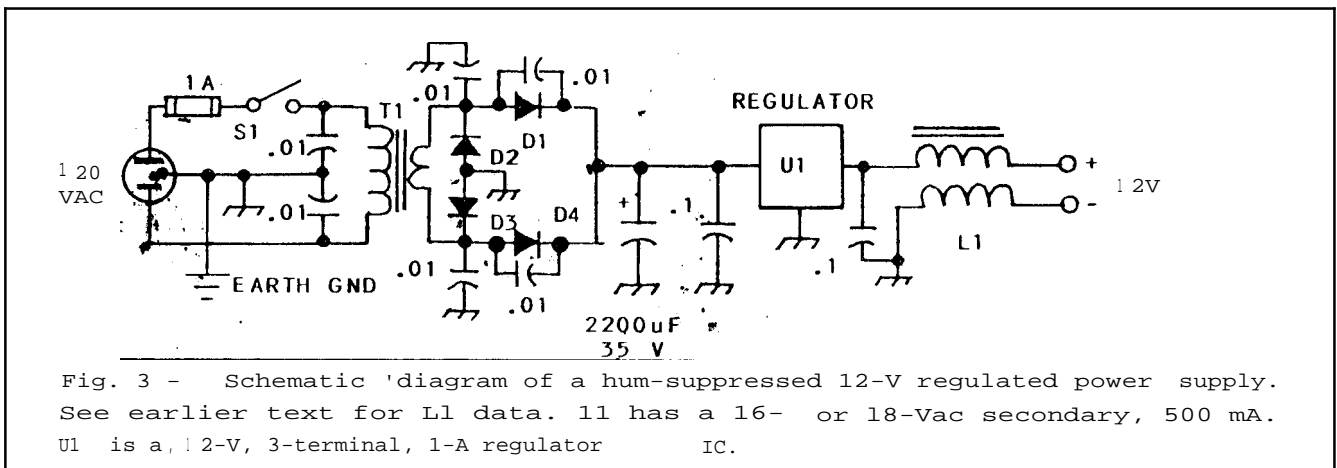 1A
S1
T1
.01
.01
120
VAC
EARTH GND
.01
.01
D1
D2
D3
D4
.01
.01
+
.1
2200uF
35 V
REGULATOR
U1
.1
L1
+
-
12V
Fig. 3 - Schematic 'diagram of a hum-suppressed 12-V regulated power supply.
See earlier text for Ll data. 11 has a 16- or 18-Vac secondary, 500 mA.
U1 is a, 12-V, 3-terminal, 1-A regulator IC.